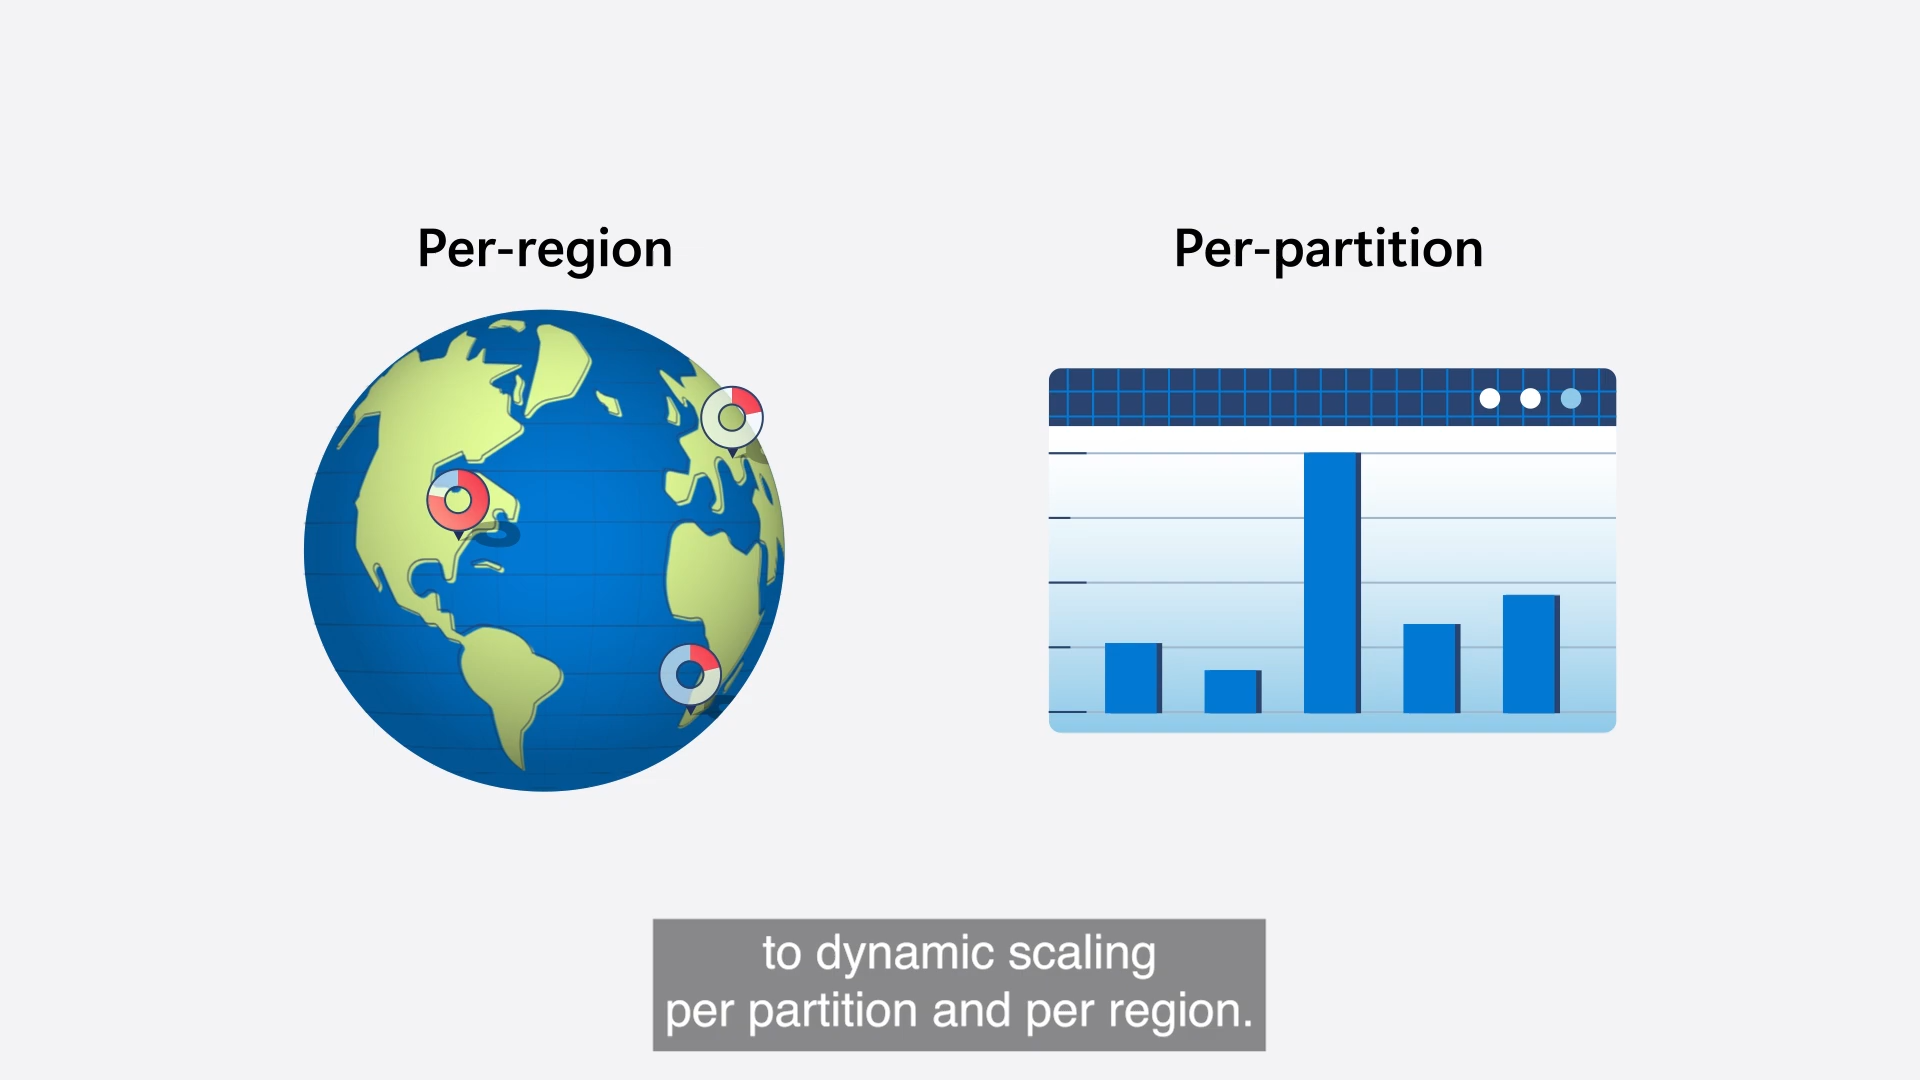 Per-region
Per-partition
to dynamic scaling
per partition and per region.